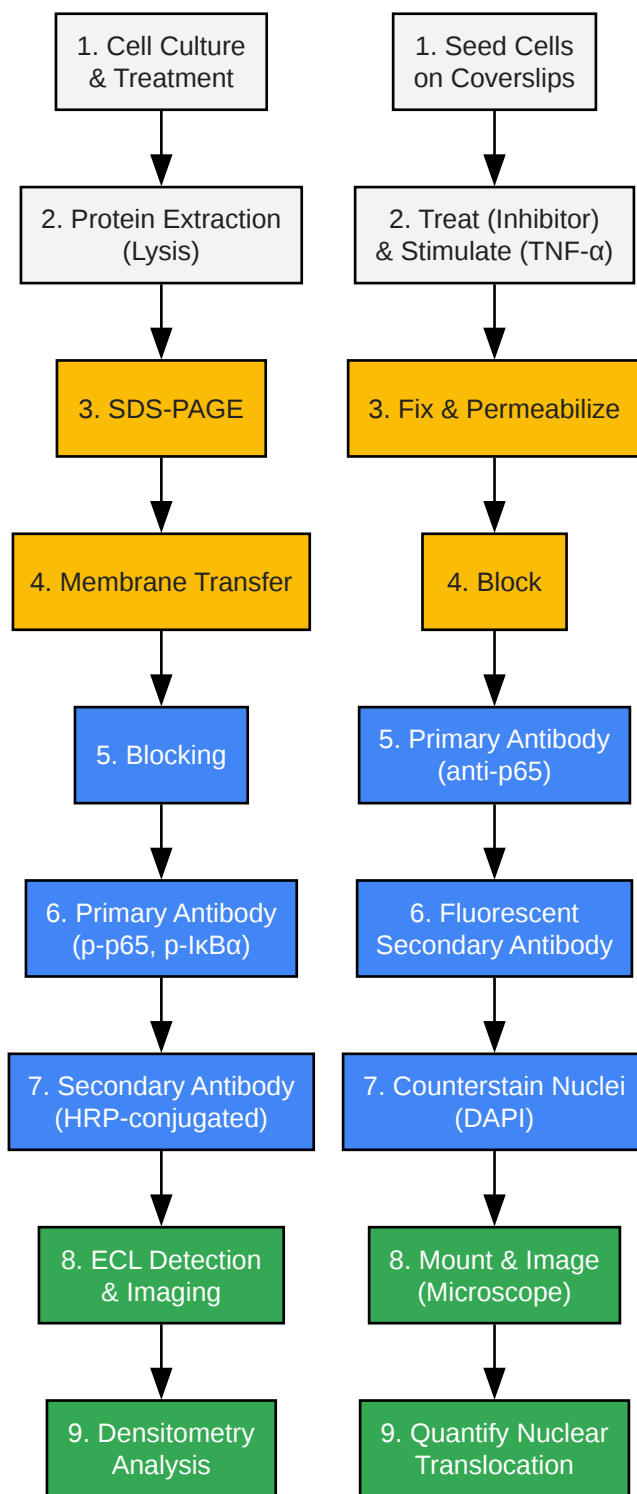 1. Cell Culture
& Treatment
2. Protein Extraction
(Lysis)
3. SDS-PAGE
4. Membrane Transfer
5. Blocking
6. Primary Antibody
(p-p65, p-IκBα)
7. Secondary Antibody
(HRP-conjugated)
8. ECL Detection
& Imaging
9. Densitometry
Analysis
1. Seed Cells
on Coverslips
2. Treat (Inhibitor)
& Stimulate (TNF-α)
3. Fix & Permeabilize
4. Block
5. Primary Antibody
(anti-p65)
6. Fluorescent
Secondary Antibody
7. Counterstain Nuclei
(DAPI)
8. Mount & Image
(Microscope)
9. Quantify Nuclear
Translocation